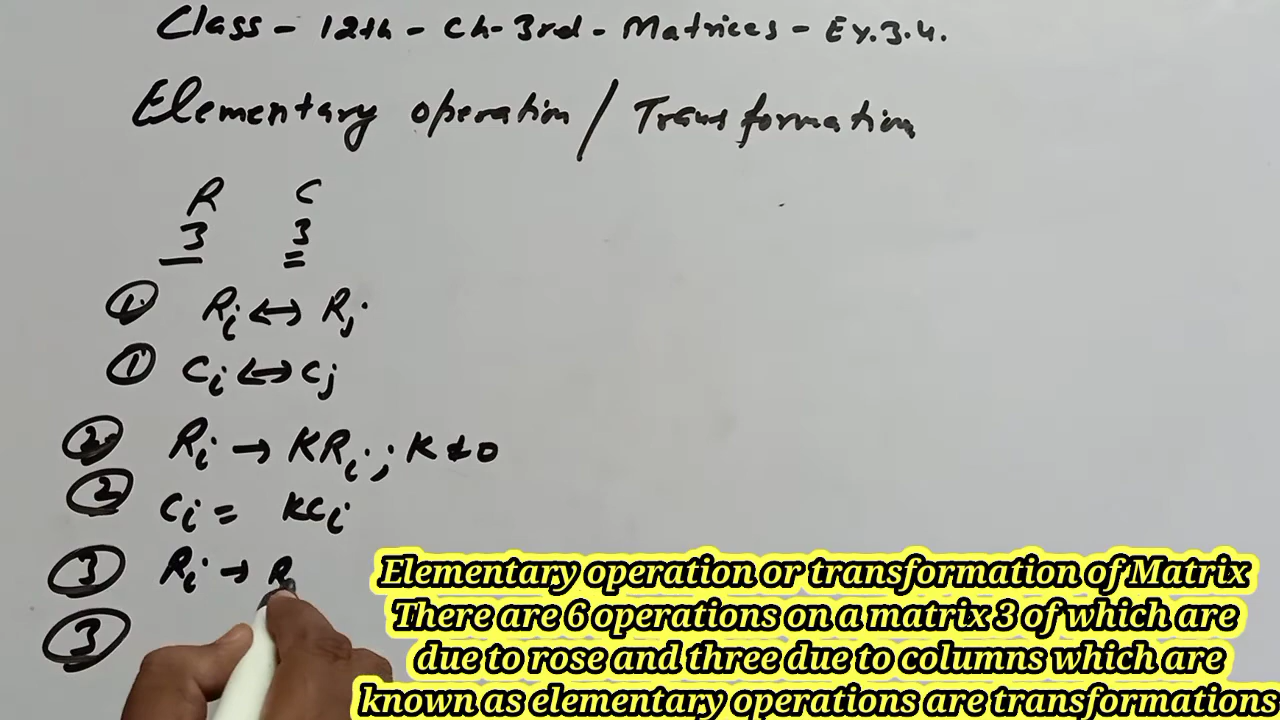 Class - 12th - Ch-3rd - Matrices - Ex.3.4.
Elementary operation / Transformation
R C
3 3
① Ri ↔ Rj
① Ci ↔ Cj
② Ri → KRi ; K ≠ 0
② Ci = KCi
③ Ri → R
③
Elementary operation or transformation of Matrix
There are 6 operations on a matrix 3 of which are
due to rose and three due to columns which are
known as elementary operations are transformations